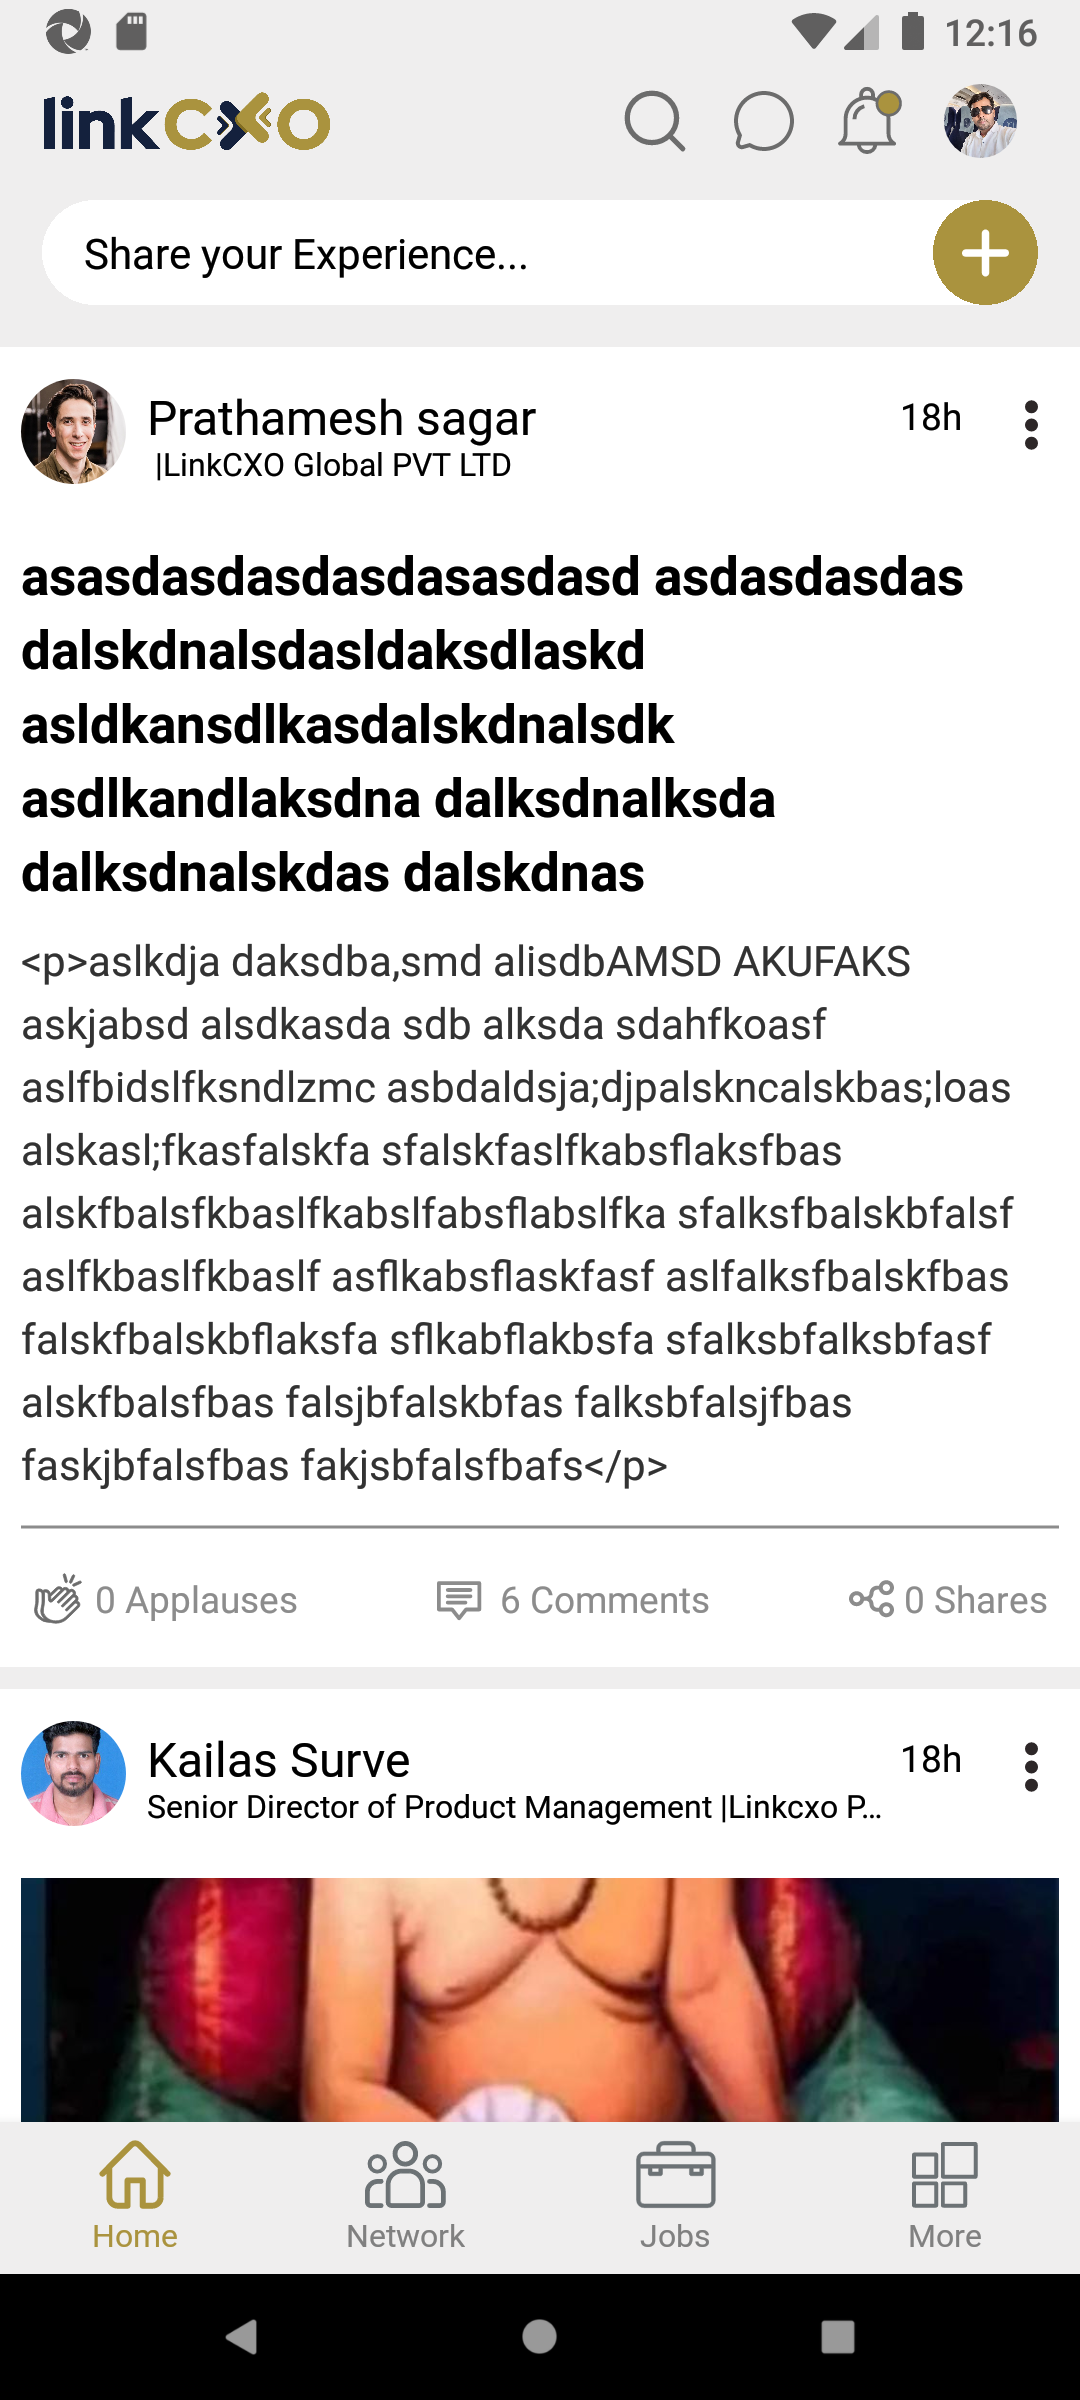 12:16
linkCXO
Share your Experience...
Prathamesh sagar
18h
|LinkCXO Global PVT LTD
asasdasdasdasdasasdasd asdasdasdas
dalskdnalsdasldaksdlaskd
asldkansdlkasdalskdnalsdk
asdlkandlaksdna dalksdnalksda
dalksdnalskdas dalskdnas
<p>aslkdja daksdba,smd alisdbAMSD AKUFAKS
askjabsd alsdkasda sdb alksda sdahfkoasf
aslfbidslfksndlzmc asbdaldsja;djpalskncalskbas;loas
alskasl;fkasfalskfa sfalskfaslfkabsflaksfbas
alskfbalsfkbaslfkabslfabsflabslfka sfalksfbalskbfalsf
aslfkbaslfkbaslf asflkabsflaskfasf aslfalksfbalskfbas
falskfbalskbflaksfa sflkabflakbsfa sfalksbfalksbfasf
alskfbalsfbas falsjbfalskbfas falksbfalsjfbas
faskjbfalsfbas fakjsbfalsfbafs</p>
0 Applauses
6 Comments
0 Shares
Kailas Surve
18h
Senior Director of Product Management |Linkcxo P...
Home
Network
Jobs
More